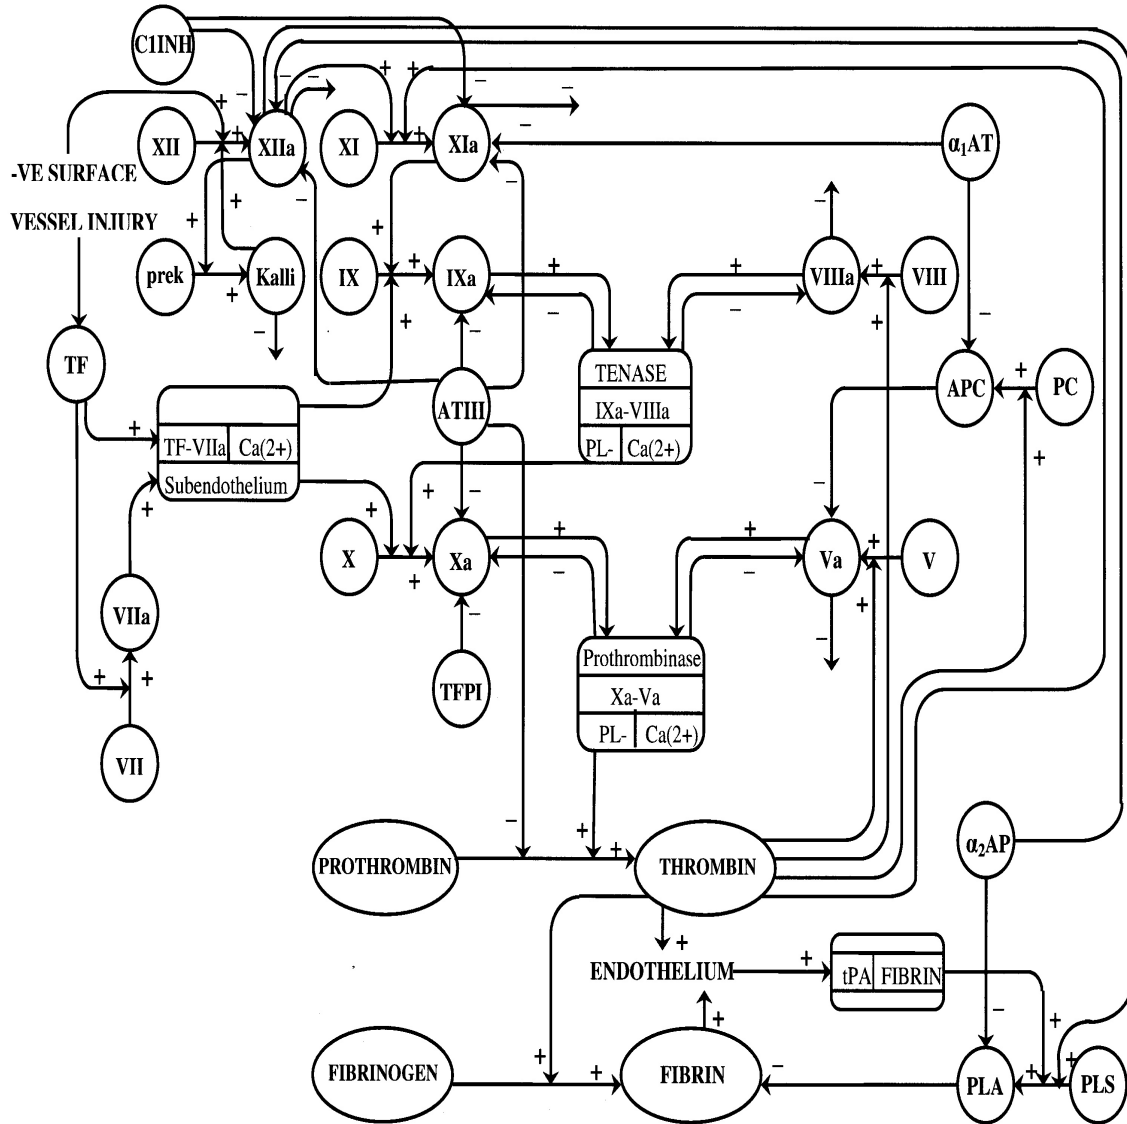 C1INH
XII
XIIa
XI
XIa
α₁AT
-VE SURFACE
VESSEL INJURY
prek
Kalli
IX
IXa
VIIIa
VIII
TF
TENASE
IXa-VIIIa
PL-
Ca(2+)
ATIII
APC
PC
TF-VIIa
Ca(2+)
Subendothelium
X
Xa
Va
V
VIIa
Prothrombinase
Xa-Va
PL-
Ca(2+)
TFPI
VII
PROTHROMBIN
THROMBIN
α₂AP
ENDOTHELIUM
tPA
FIBRIN
FIBRINOGEN
FIBRIN
PLA
PLS